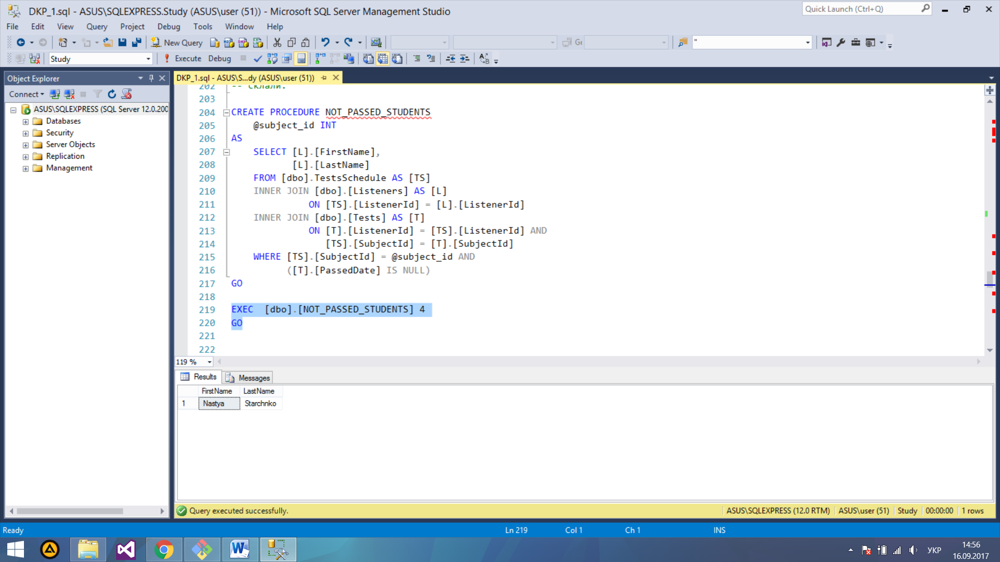 DKP_1.sql - ASUS\SQLEXPRESS.Study (ASUS\user (51)) - Microsoft SQL Server Management Studio
Quick Launch (Ctrl+Q)
File Edit View Query Project Debug Tools Window Help
New Query
Ge
"
Study
Execute Debug
Object Explorer
DKP_1.sql - ASUS\S...dy (ASUS\user (51))
Connect
ASUS\SQLEXPRESS (SQL Server 12.0.200
Databases
Security
Server Objects
Replication
Management
202 -- склали.
203
204 CREATE PROCEDURE NOT_PASSED_STUDENTS
205 @subject_id INT
206 AS
207 SELECT [L].[FirstName],
208 [L].[LastName]
209 FROM [dbo].TestsSchedule AS [TS]
210 INNER JOIN [dbo].[Listeners] AS [L]
211 ON [TS].[ListenerId] = [L].[ListenerId]
212 INNER JOIN [dbo].[Tests] AS [T]
213 ON [T].[ListenerId] = [TS].[ListenerId] AND
214 [TS].[SubjectId] = [T].[SubjectId]
215 WHERE [TS].[SubjectId] = @subject_id AND
216 ([T].[PassedDate] IS NULL)
217 GO
218
219 EXEC [dbo].[NOT_PASSED_STUDENTS] 4
220 GO
221
222
119 %
Results Messages
FirstName LastName
1 Nastya Starchnko
Query executed successfully.
ASUS\SQLEXPRESS (12.0 RTM) ASUS\user (51) Study 00:00:00 1 rows
Ready
Ln 219 Col 1 Ch 1 INS
УКР
14:56
16.09.2017